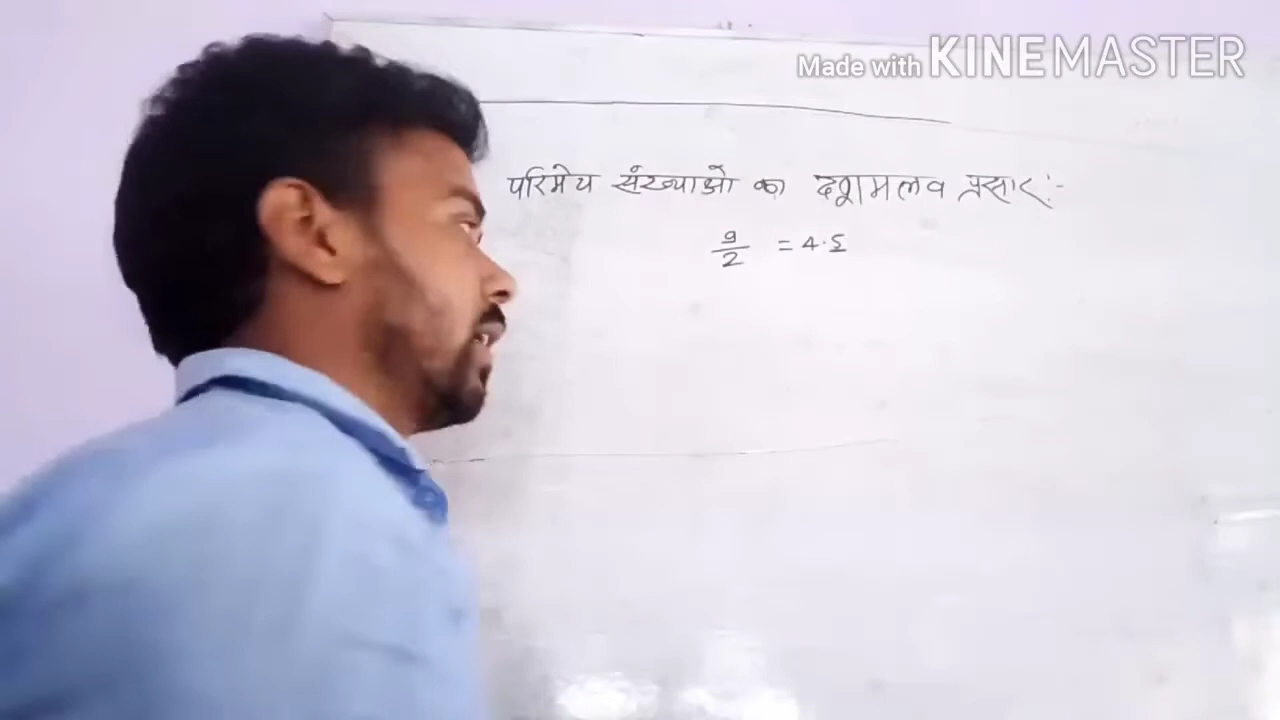 Made with KINEMASTER
परिमेय संख्याओ का दशमलव प्रसार:-
9/2 = 4.5